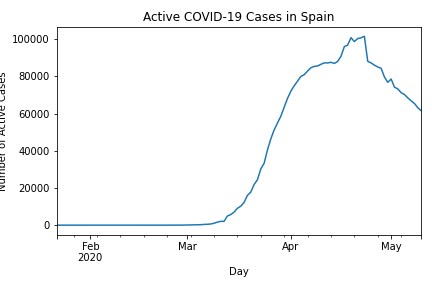 Active COVID-19 Cases in Spain
Number of Active Cases
100000
80000
60000
40000
20000
0
Feb
2020
Mar
Apr
May
Day